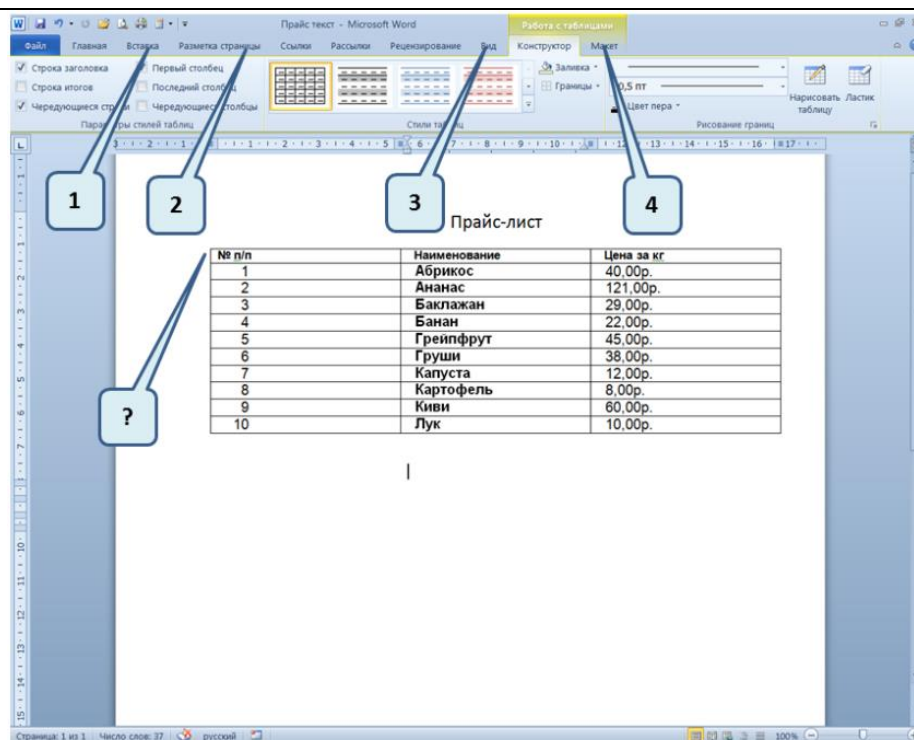 Прайс текст - Microsoft Word
Работа с таблицами
Файл Главная Вставка Разметка страницы Ссылки Рассылки Рецензирование Вид Конструктор Макет
Строка заголовка
Первый столбец
Строка итогов
Последний столбец
Чередующиеся
Чередующиеся столбцы
Стили таблиц
Заливка
Границы
0,5 пт
Цвет пера
Нарисовать таблицу
Ластик
Рисование границ
1
2
3
4
Прайс-лист
№ п/п Наименование Цена за кг
1 Абрикос 40,00р.
2 Ананас 121,00р.
3 Баклажан 29,00р.
4 Банан 22,00р.
5 Грейпфрут 45,00р.
6 Груши 38,00р.
7 Капуста 12,00р.
8 Картофель 8,00р.
9 Киви 60,00р.
10 Лук 10,00р.
?
Страница: 1 из 1 Число слов: 37 русский 100%